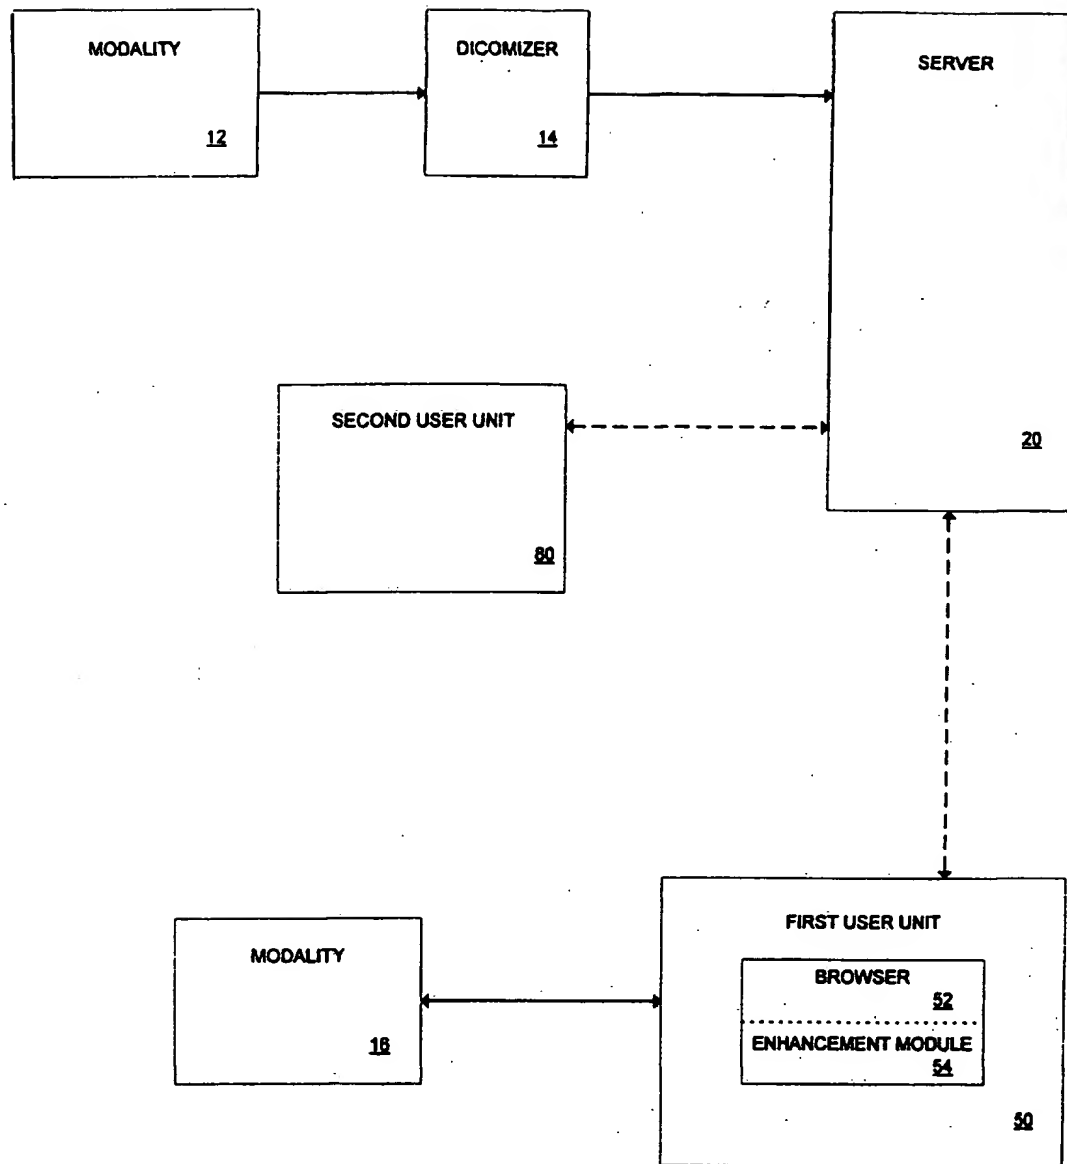 MODALITY
12
DICOMIZER
14
SERVER
20
SECOND USER UNIT
80
MODALITY
16
FIRST USER UNIT
BROWSER
52
ENHANCEMENT MODULE
54
50